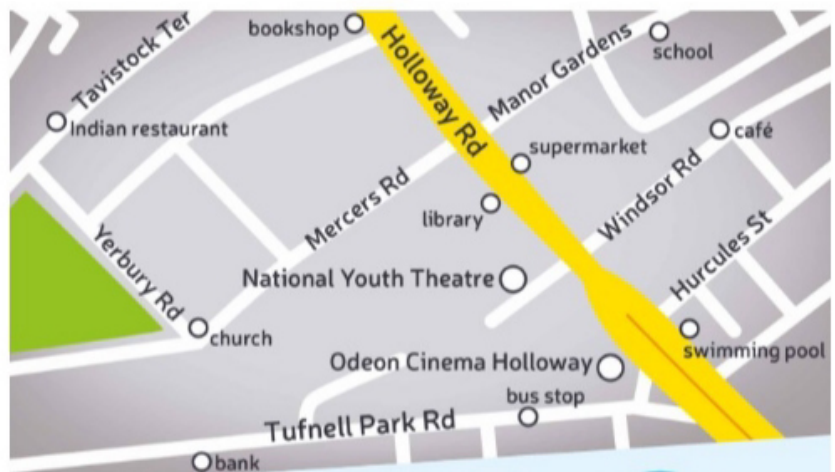 bookshop
Tavistock Ter
Holloway Rd
Manor Gardens
school
Indian restaurant
café
supermarket
Mercers Rd
Windsor Rd
library
Hurcules St
Yerbury Rd
National Youth Theatre
church
swimming pool
Odeon Cinema Holloway
bus stop
Tufnell Park Rd
bank